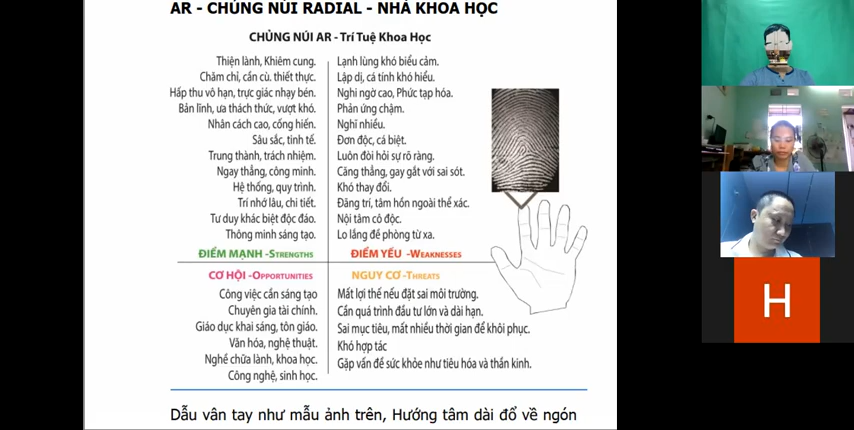 AR - CHỦNG NÚI RADIAL - NHÀ KHOA HỌC
CHỦNG NÚI AR - Trí Tuệ Khoa Học
Thiện lành, Khiêm cung.
Chăm chỉ, cần cù. thiết thực.
Hấp thu vô hạn, trực giác nhạy bén.
Bản lĩnh, ưa thách thức, vượt khó.
Nhân cách cao, cống hiến.
Sâu sắc, tinh tế.
Trung thành, trách nhiệm.
Ngay thẳng, công minh.
Hệ thống, quy trình.
Trí nhớ lâu, chi tiết.
Tư duy khác biệt độc đáo.
Thông minh sáng tạo.
ĐIỂM MẠNH -STRENGTHS
Lạnh lùng khó biểu cảm.
Lập dị, cá tính khó hiểu.
Nghi ngờ cao, Phức tạp hóa.
Phản ứng chậm.
Nghĩ nhiều.
Đơn độc, cá biệt.
Luôn đòi hỏi sự rõ ràng.
Căng thẳng, gay gắt với sai sót.
Khó thay đổi.
Đãng trí, tâm hồn ngoài thể xác.
Nội tâm cô độc.
Lo lắng đề phòng từ xa.
ĐIỂM YẾU -WEAKNESSES
CƠ HỘI -OPPORTUNITIES
Công việc cần sáng tạo
Chuyên gia tài chính.
Giáo dục khai sáng, tôn giáo.
Văn hóa, nghệ thuật.
Nghề chữa lành, khoa học.
Công nghệ, sinh học.
NGUY CƠ -THREATS
Mất lợi thế nếu đặt sai môi trường.
Cần quá trình đầu tư lớn và dài hạn.
Sai mục tiêu, mất nhiều thời gian để khôi phục.
Khó hợp tác
Gặp vấn đề sức khỏe như tiêu hóa và thần kinh.
Dấu vân tay như mẫu ảnh trên, Hướng tâm dài đổ về ngón
H